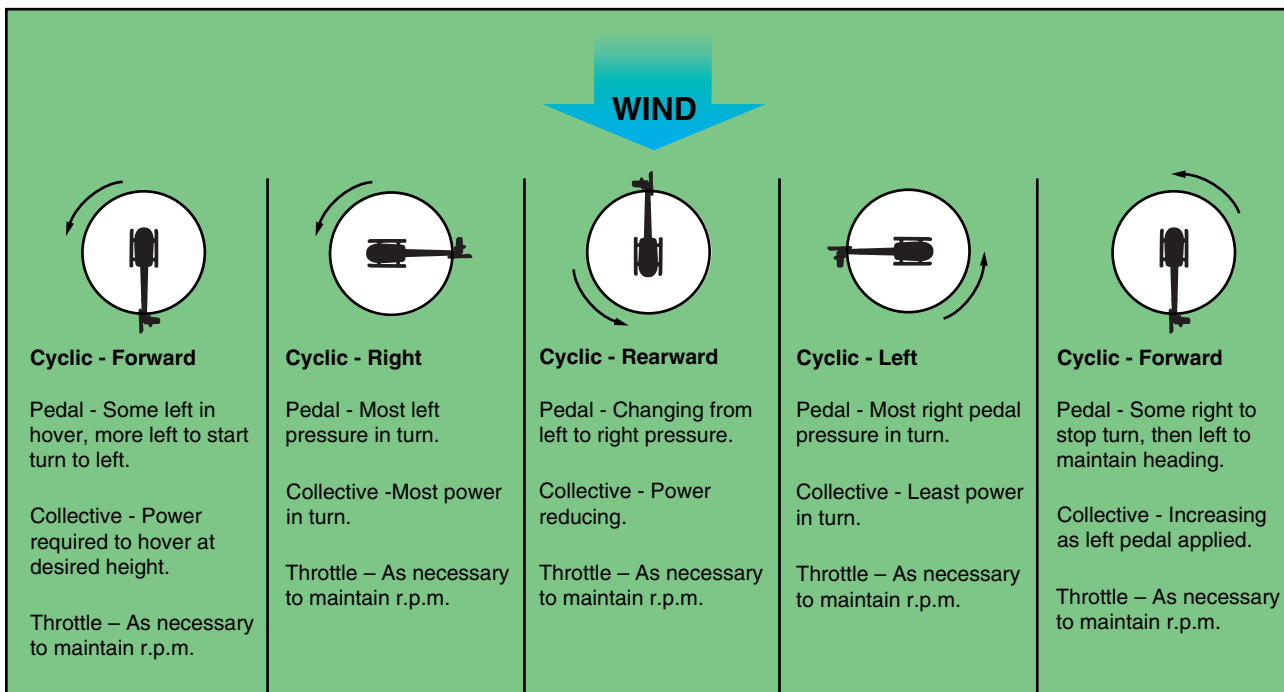 WIND
Cyclic - Forward
Pedal - Some left in
hover, more left to start
turn to left.
Collective - Power
required to hover at
desired height.
Throttle – As necessary
to maintain r.p.m.
Cyclic - Right
Pedal - Most left
pressure in turn.
Collective -Most power
in turn.
Throttle – As necessary
to maintain r.p.m.
Cyclic - Rearward
Pedal - Changing from
left to right pressure.
Collective - Power
reducing.
Throttle – As necessary
to maintain r.p.m.
Cyclic - Left
Pedal - Most right pedal
pressure in turn.
Collective - Least power
in turn.
Throttle – As necessary
to maintain r.p.m.
Cyclic - Forward
Pedal - Some right to
stop turn, then left to
maintain heading.
Collective - Increasing
as left pedal applied.
Throttle – As necessary
to maintain r.p.m.